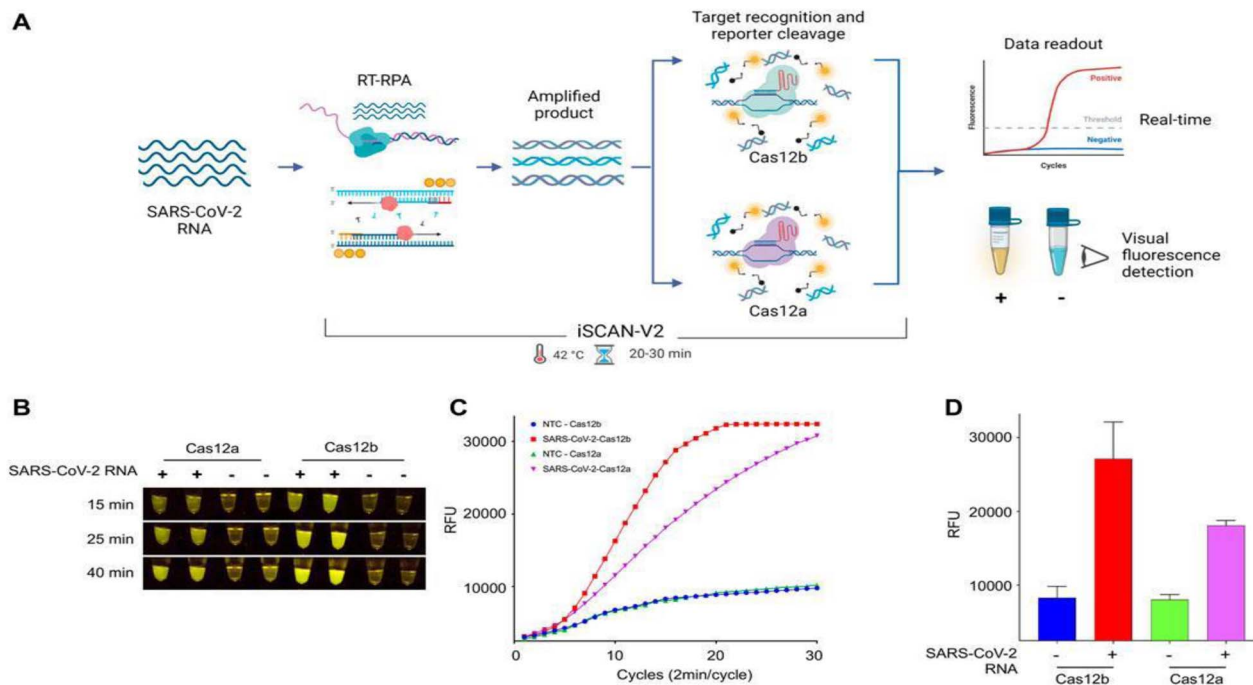 A
Target recognition and
reporter cleavage
Data readout
RT-RPA
Amplified
product
SARS-CoV-2
RNA
Cas12b
Cas12a
Fluorescence
Positive
Threshold
Negative
Cycles
Real-time
Visual
fluorescence
detection
+ -
iSCAN-V2
42 °C 20-30 min
B
Cas12a Cas12b
SARS-CoV-2 RNA + + - - + + - -
15 min
25 min
40 min
C
NTC - Cas12b
SARS-CoV-2-Cas12b
NTC - Cas12a
SARS-CoV-2-Cas12a
RFU
30000
20000
10000
0 10 20 30
Cycles (2min/cycle)
D
RFU
30000
20000
10000
0
SARS-CoV-2
RNA
- + - +
Cas12b Cas12a